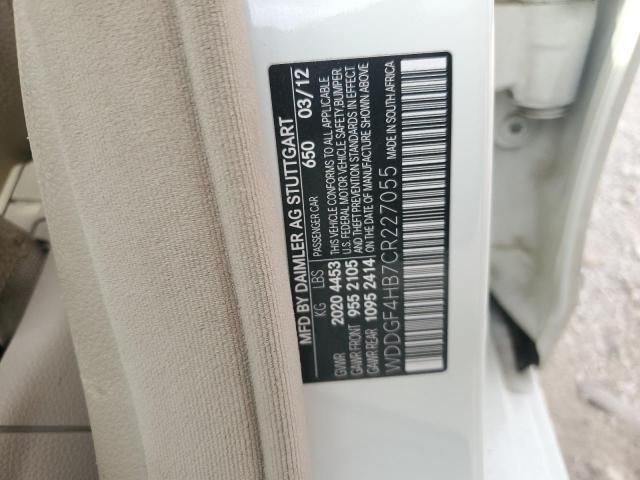 MFD BY DAIMLER AG STUTTGART
PASSENGER CAR 650 03/12
KG LBS
GVWR 2020 4453
GAWR FRONT 955 2105
GAWR REAR 1095 2414
THIS VEHICLE CONFORMS TO ALL APPLICABLE
U.S. FEDERAL MOTOR VEHICLE SAFETY, BUMPER
AND THEFT PREVENTION STANDARDS IN EFFECT
ON THE DATE OF MANUFACTURE SHOWN ABOVE
WDDGF4HB7CR227055 MADE IN SOUTH AFRICA